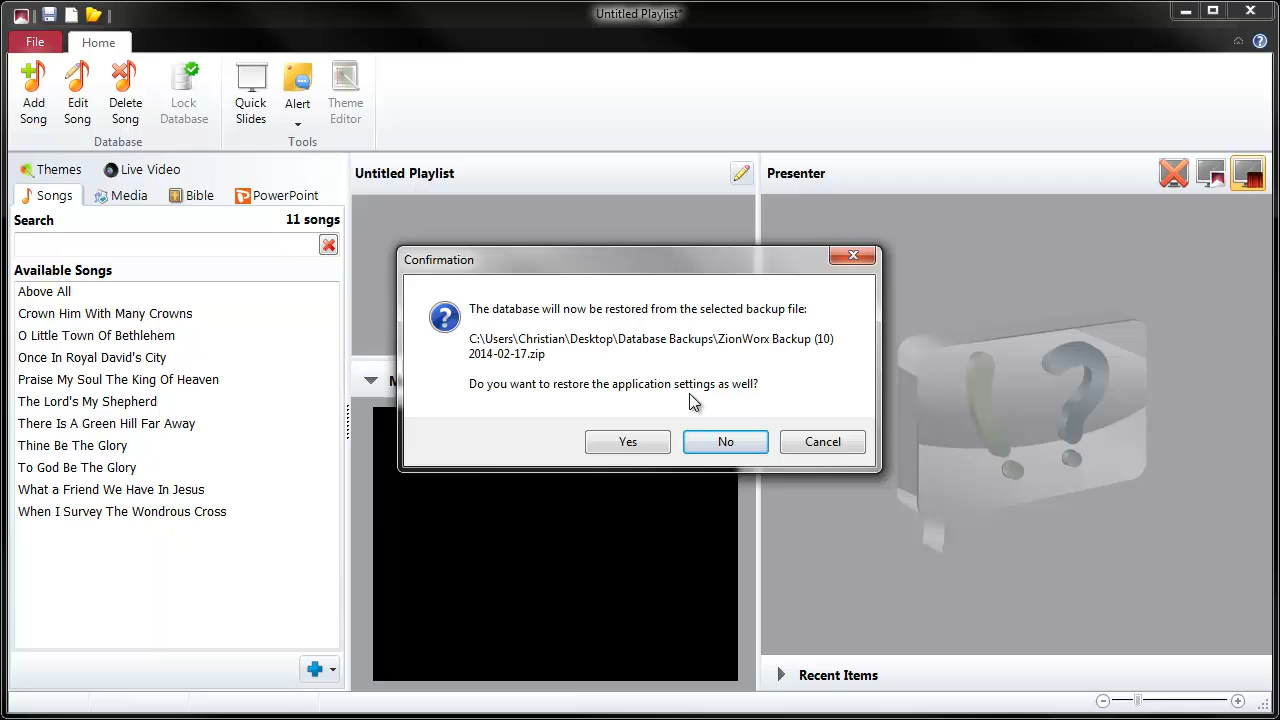 Untitled Playlist*
File
Home
Add Song
Edit Song
Delete Song
Lock Database
Quick Slides
Alert
Theme Editor
Database
Tools
Themes
Live Video
Songs
Media
Bible
PowerPoint
Search
11 songs
Available Songs
Above All
Crown Him With Many Crowns
O Little Town Of Bethlehem
Once In Royal David's City
Praise My Soul The King Of Heaven
The Lord's My Shepherd
There Is A Green Hill Far Away
Thine Be The Glory
To God Be The Glory
What a Friend We Have In Jesus
When I Survey The Wondrous Cross
Untitled Playlist
Presenter
Confirmation
The database will now be restored from the selected backup file:
C:\Users\Christian\Desktop\Database Backups\ZionWorx Backup (10)
2014-02-17.zip
Do you want to restore the application settings as well?
Yes
No
Cancel
Recent Items